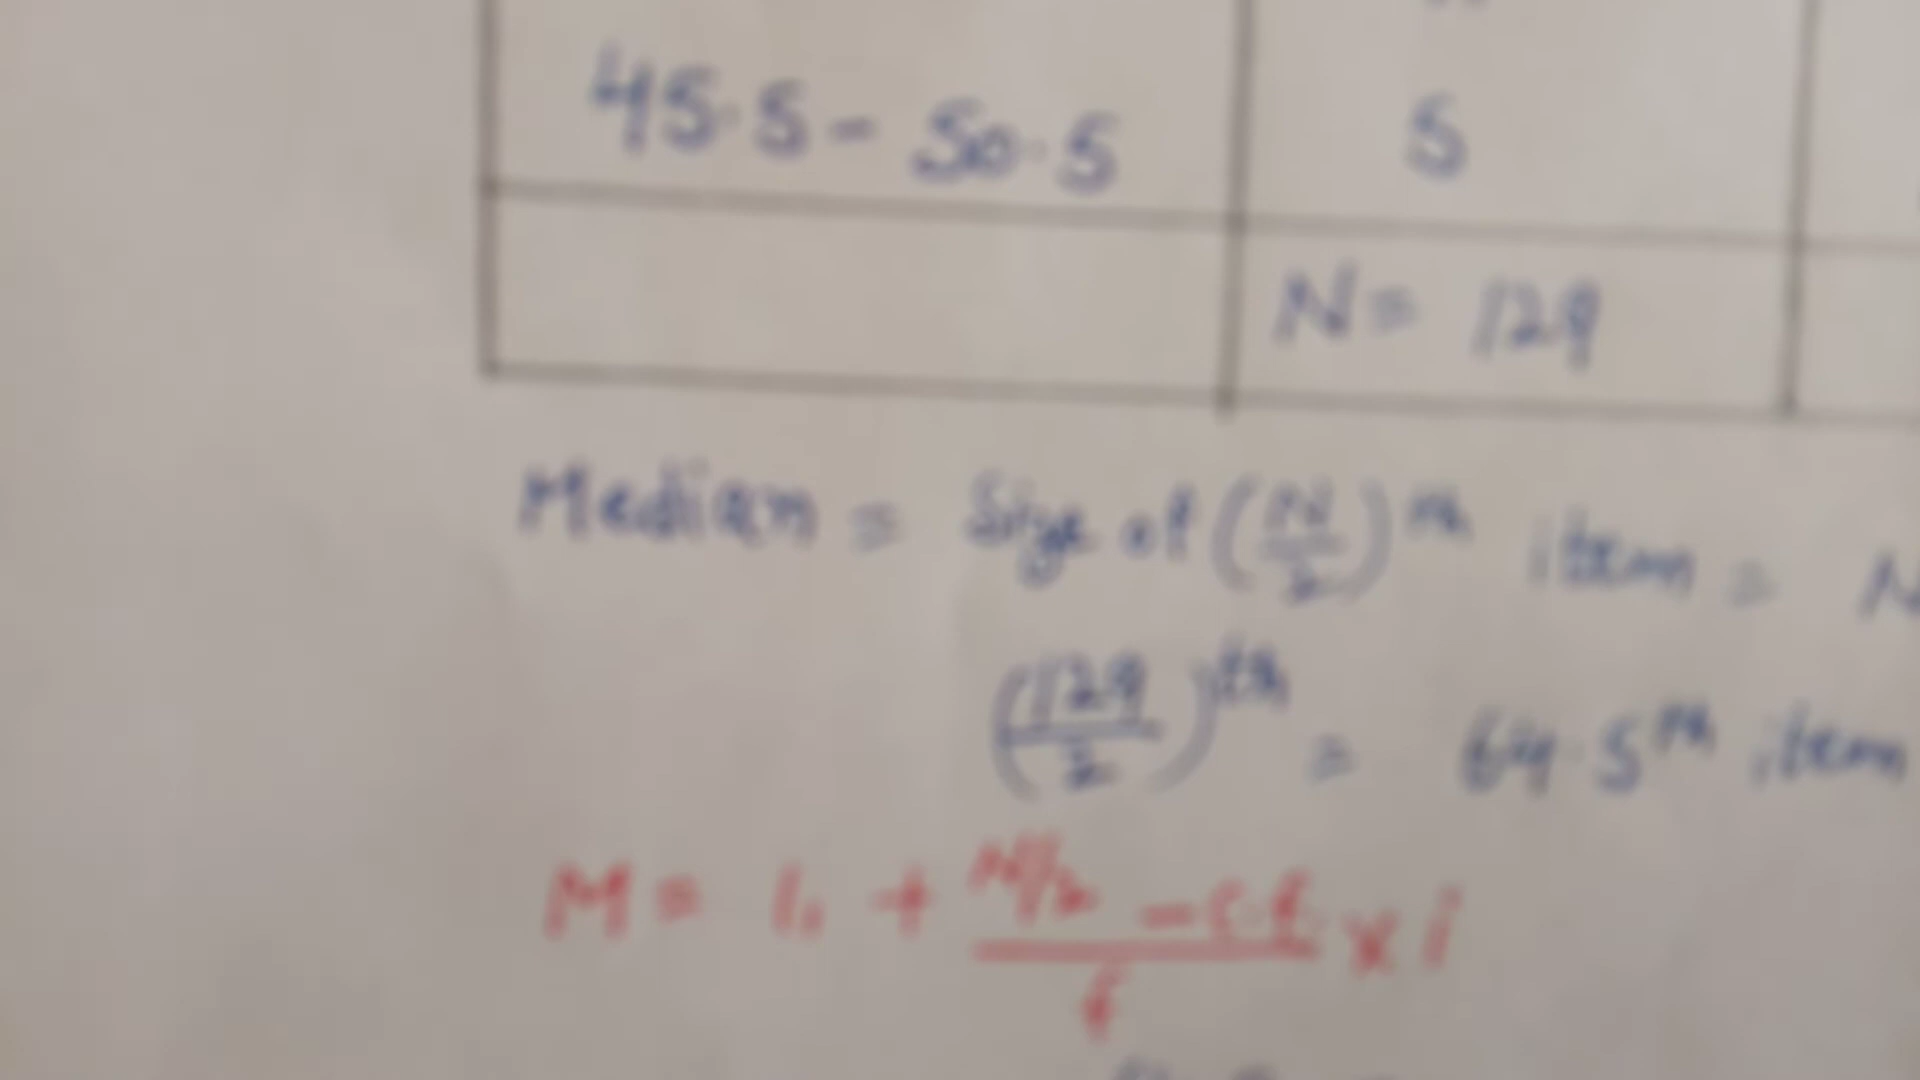 45.5 - 50.5 5
N = 129
Median = Size of (N/2)th item = N
(129/2)th = 64.5th item
M = l₁ + N/2 - c.f. / f × i